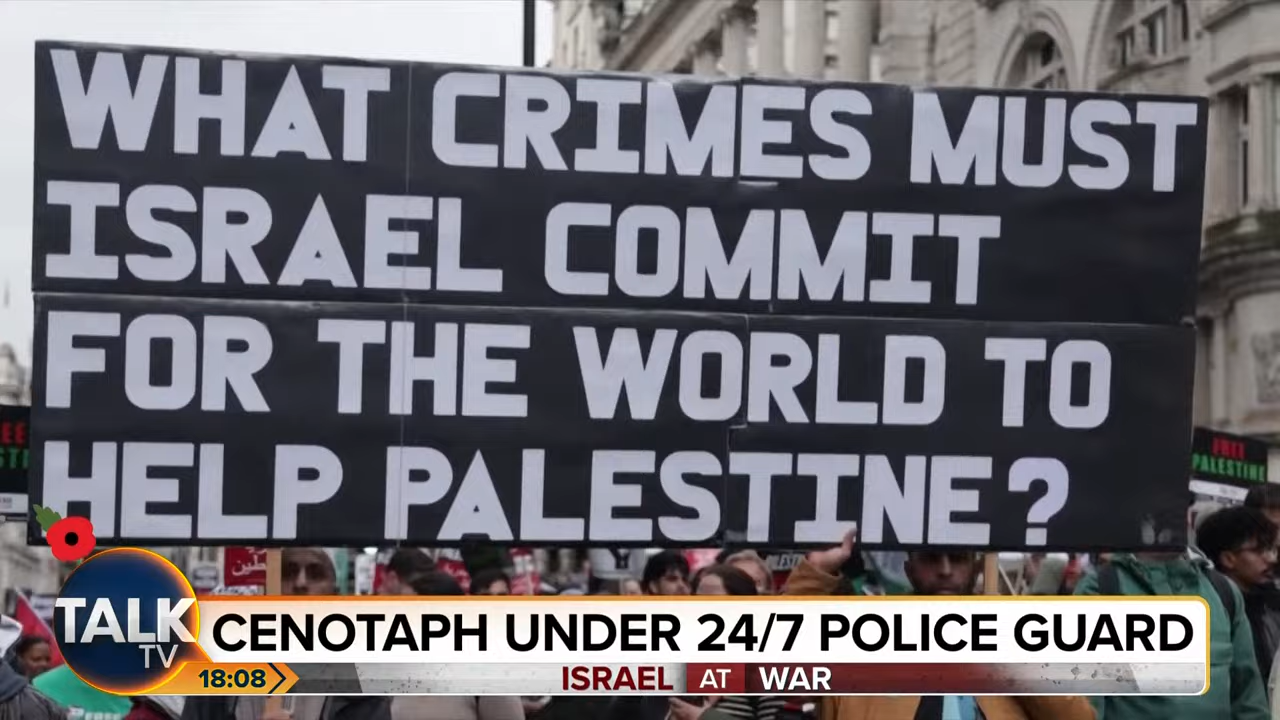 WHAT CRIMES MUST
ISRAEL COMMIT
FOR THE WORLD TO
HELP PALESTINE?
FREE
PALESTINE
TALK
TV
CENOTAPH UNDER 24/7 POLICE GUARD
18:08
ISRAEL AT WAR